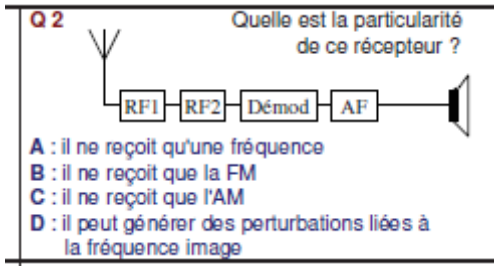 Q 2
Quelle est la particularité
de ce récepteur ?
RF1 RF2 Démod AF
A : il ne reçoit qu'une fréquence
B : il ne reçoit que la FM
C : il ne reçoit que l'AM
D : il peut générer des perturbations liées à
la fréquence image